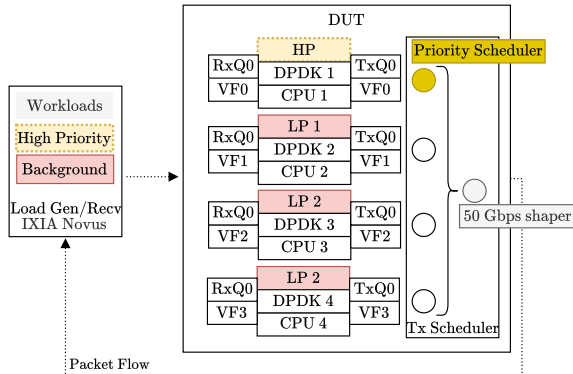 DUT
Workloads
High Priority
Background
Load Gen/Recv
IXIA Novus
HP
RxQ0
DPDK 1
TxQ0
VF0
CPU 1
VF0
LP 1
RxQ0
DPDK 2
TxQ0
VF1
CPU 2
VF1
LP 2
RxQ0
DPDK 3
TxQ0
VF2
CPU 3
VF2
LP 2
RxQ0
DPDK 4
TxQ0
VF3
CPU 4
VF3
Priority Scheduler
50 Gbps shaper
Tx Scheduler
Packet Flow